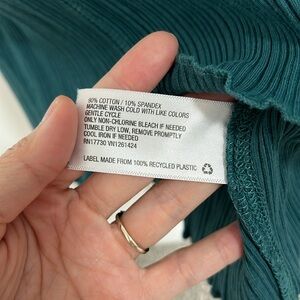 90% COTTON / 10% SPANDEX
MACHINE WASH COLD WITH LIKE COLORS
GENTLE CYCLE
ONLY NON-CHLORINE BLEACH IF NEEDED
TUMBLE DRY LOW, REMOVE PROMPTLY
COOL IRON IF NEEDED
RN17730 VN1261424
LABEL MADE FROM 100% RECYCLED PLASTIC